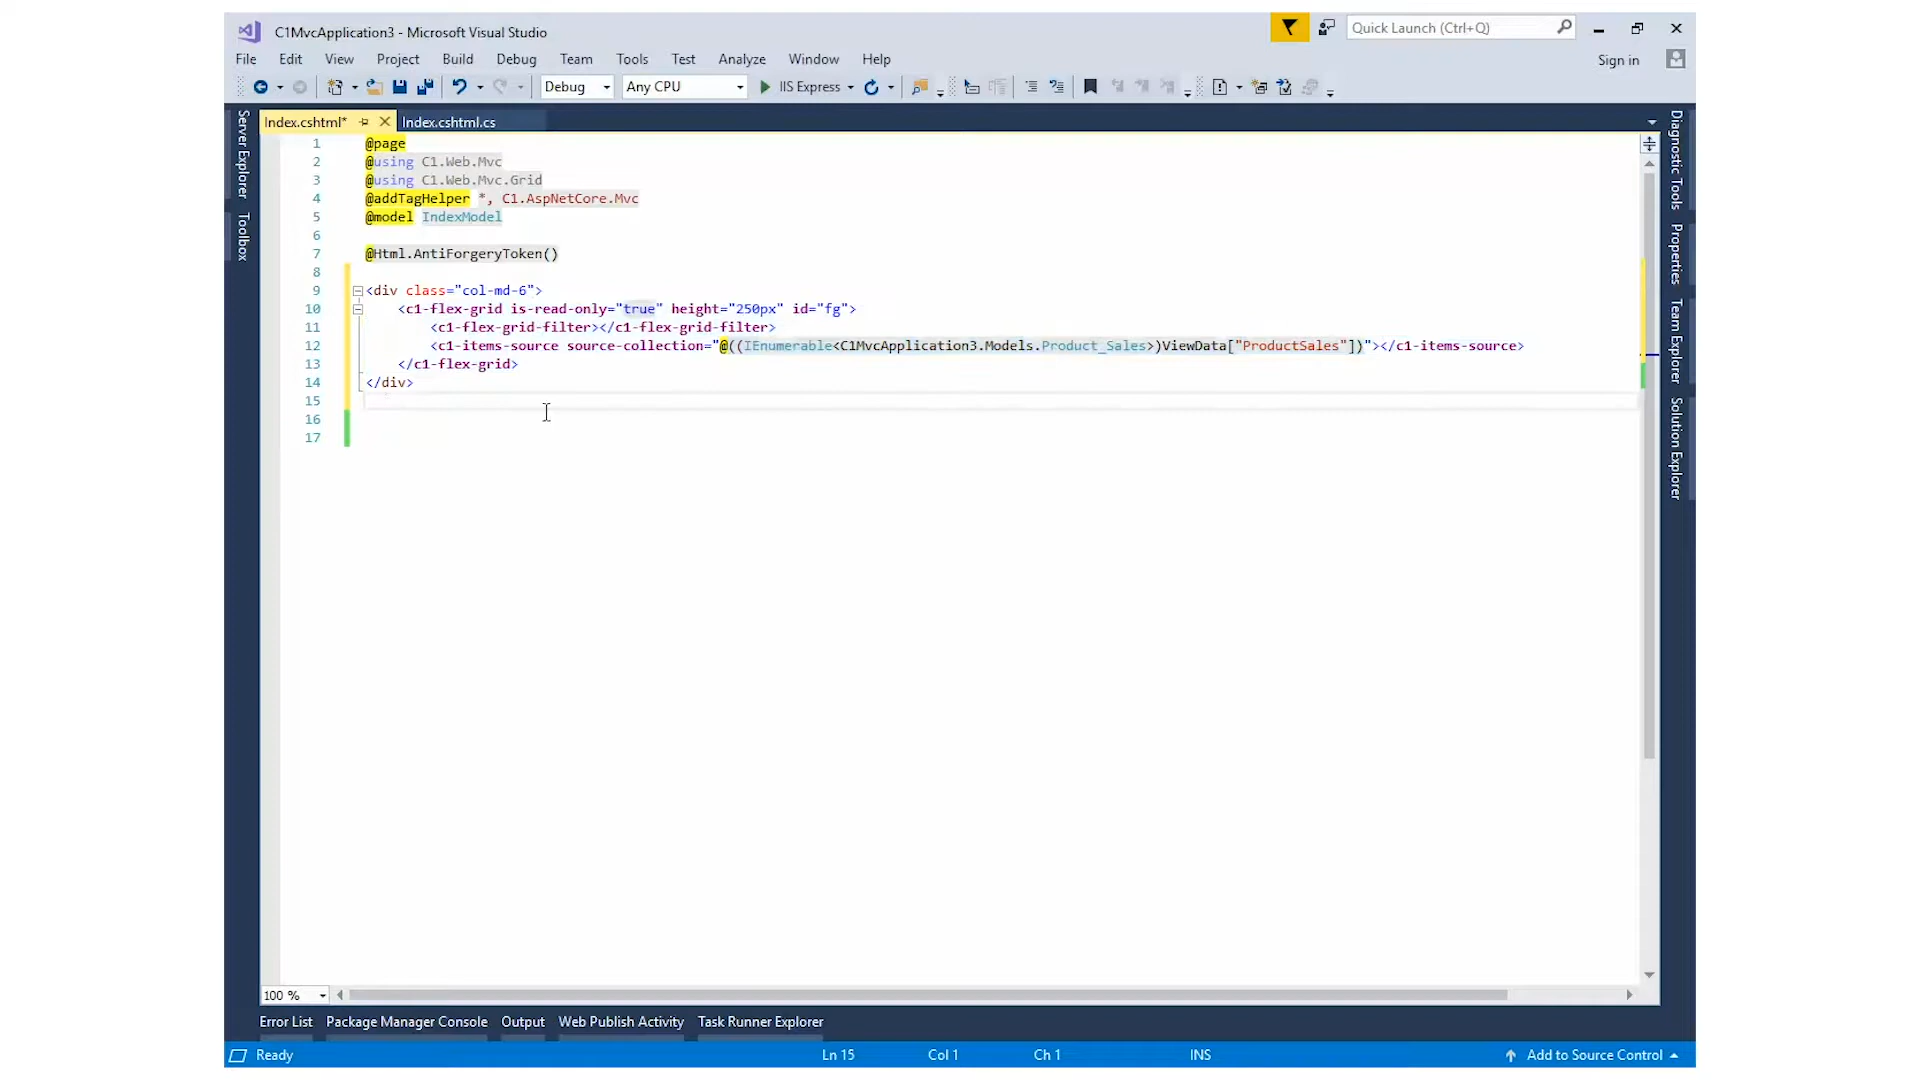 C1MvcApplication3 - Microsoft Visual Studio
Quick Launch (Ctrl+Q)
File Edit View Project Build Debug Team Tools Test Analyze Window Help
Sign in
Debug Any CPU IIS Express
Index.cshtml* Index.cshtml.cs
Server Explorer
Toolbox
1 @page
2 @using C1.Web.Mvc
3 @using C1.Web.Mvc.Grid
4 @addTagHelper *, C1.AspNetCore.Mvc
5 @model IndexModel
6
7 @Html.AntiForgeryToken()
8
9 <div class="col-md-6">
10 <c1-flex-grid is-read-only="true" height="250px" id="fg">
11 <c1-flex-grid-filter></c1-flex-grid-filter>
12 <c1-items-source source-collection="@((IEnumerable<C1MvcApplication3.Models.Product_Sales>)ViewData["ProductSales"])"></c1-items-source>
13 </c1-flex-grid>
14 </div>
15
16
17
Diagnostic Tools
Properties
Team Explorer
Solution Explorer
100 %
Error List Package Manager Console Output Web Publish Activity Task Runner Explorer
Ready Ln 15 Col 1 Ch 1 INS Add to Source Control